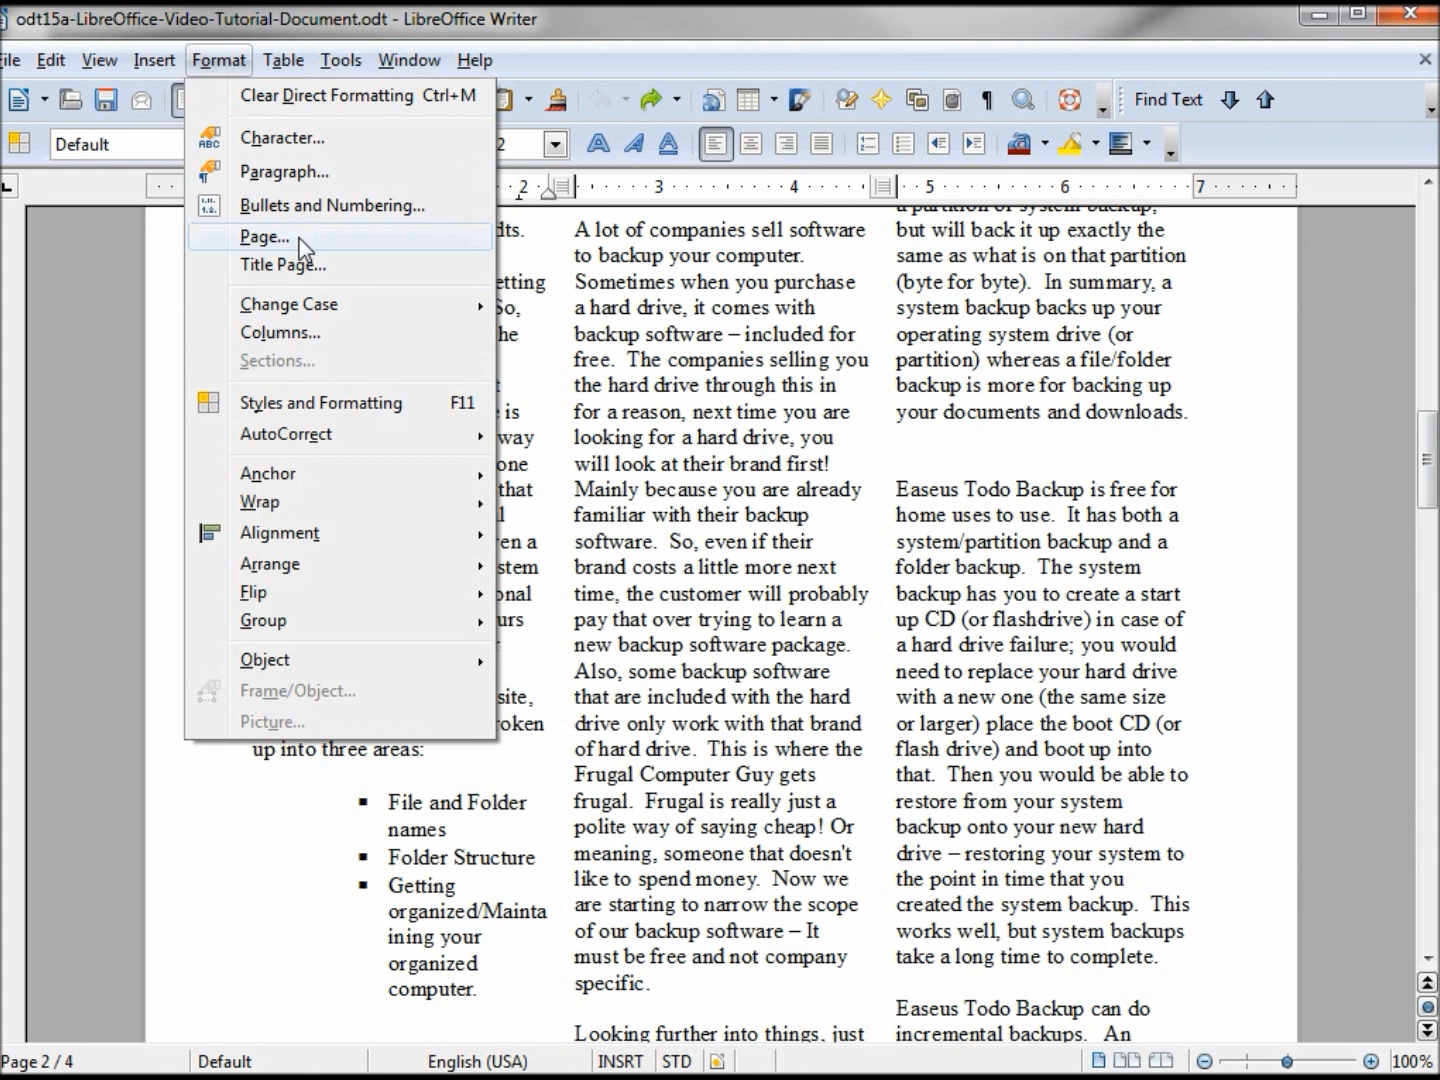 odt15a-LibreOffice-Video-Tutorial-Document.odt - LibreOffice Writer
File Edit View Insert Format Table Tools Window Help
Find Text
Default
2 3 4 5 6 7
Clear Direct Formatting Ctrl+M
Character...
Paragraph...
Bullets and Numbering...
Page...
Title Page...
Change Case
Columns...
Sections...
Styles and Formatting F11
AutoCorrect
Anchor
Wrap
Alignment
Arrange
Flip
Group
Object
Frame/Object...
Picture...
up into three areas:
▪ File and Folder
names
▪ Folder Structure
▪ Getting
organized/Mainta
ining your
organized
computer.
A lot of companies sell software
to backup your computer.
Sometimes when you purchase
a hard drive, it comes with
backup software – included for
free.  The companies selling you
the hard drive through this in
for a reason, next time you are
looking for a hard drive, you
will look at their brand first!
Mainly because you are already
familiar with their backup
software.  So, even if their
brand costs a little more next
time, the customer will probably
pay that over trying to learn a
new backup software package.
Also, some backup software
that are included with the hard
drive only work with that brand
of hard drive.  This is where the
Frugal Computer Guy gets
frugal.  Frugal is really just a
polite way of saying cheap! Or
meaning, someone that doesn't
like to spend money.  Now we
are starting to narrow the scope
of our backup software – It
must be free and not company
specific.
Looking further into things, just
a partition or system backup,
but will back it up exactly the
same as what is on that partition
(byte for byte).  In summary, a
system backup backs up your
operating system drive (or
partition) whereas a file/folder
backup is more for backing up
your documents and downloads.
Easeus Todo Backup is free for
home uses to use.  It has both a
system/partition backup and a
folder backup.  The system
backup has you to create a start
up CD (or flashdrive) in case of
a hard drive failure; you would
need to replace your hard drive
with a new one (the same size
or larger) place the boot CD (or
flash drive) and boot up into
that.  Then you would be able to
restore from your system
backup onto your new hard
drive – restoring your system to
the point in time that you
created the system backup.  This
works well, but system backups
take a long time to complete.
Easeus Todo Backup can do
incremental backups.  An
Page 2 / 4 Default English (USA) INSRT STD 100%